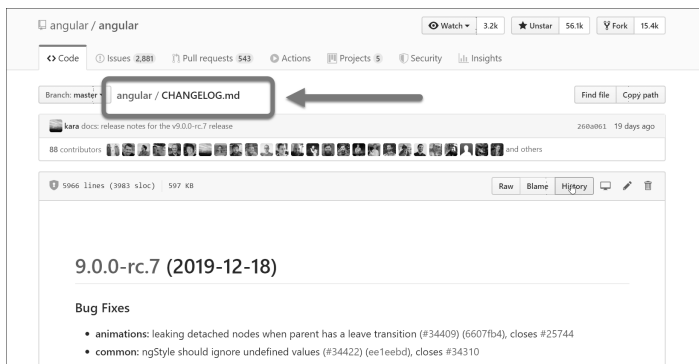 angular / angular Watch 3.2k Unstar 56.1k Fork 15.4k
Code Issues 2,881 Pull requests 543 Actions Projects 5 Security Insights
Branch: master angular / CHANGELOG.md Find file Copy path
kara docs: release notes for the v9.0.0-rc.7 release 260a061 19 days ago
88 contributors and others
5966 lines (3983 sloc) 597 KB Raw Blame History
9.0.0-rc.7 (2019-12-18)
Bug Fixes
• animations: leaking detached nodes when parent has a leave transition (#34409) (6607fb4), closes #25744
• common: ngStyle should ignore undefined values (#34422) (ee1eebd), closes #34310